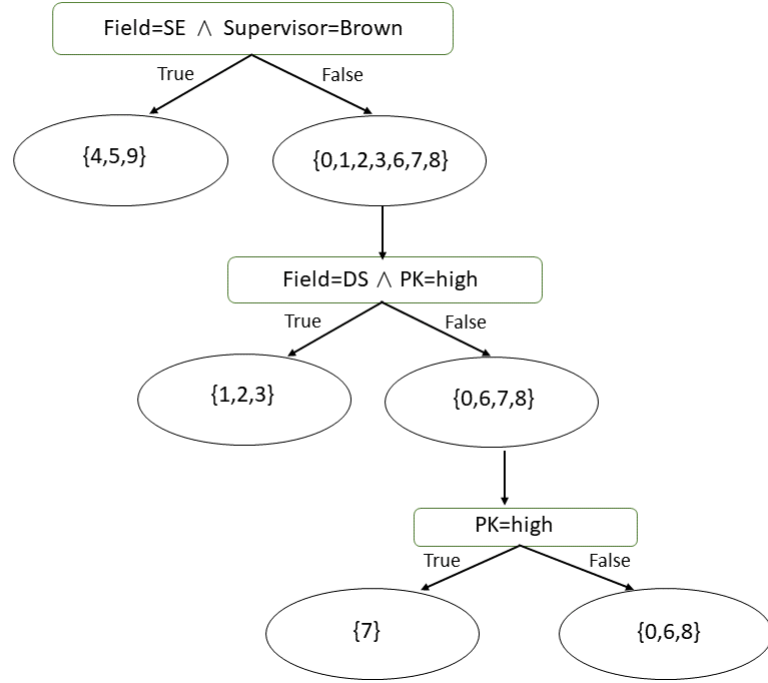 Field=SE ∧ Supervisor=Brown
True
False
{4,5,9}
{0,1,2,3,6,7,8}
Field=DS ∧ PK=high
True
False
{1,2,3}
{0,6,7,8}
PK=high
True
False
{7}
{0,6,8}